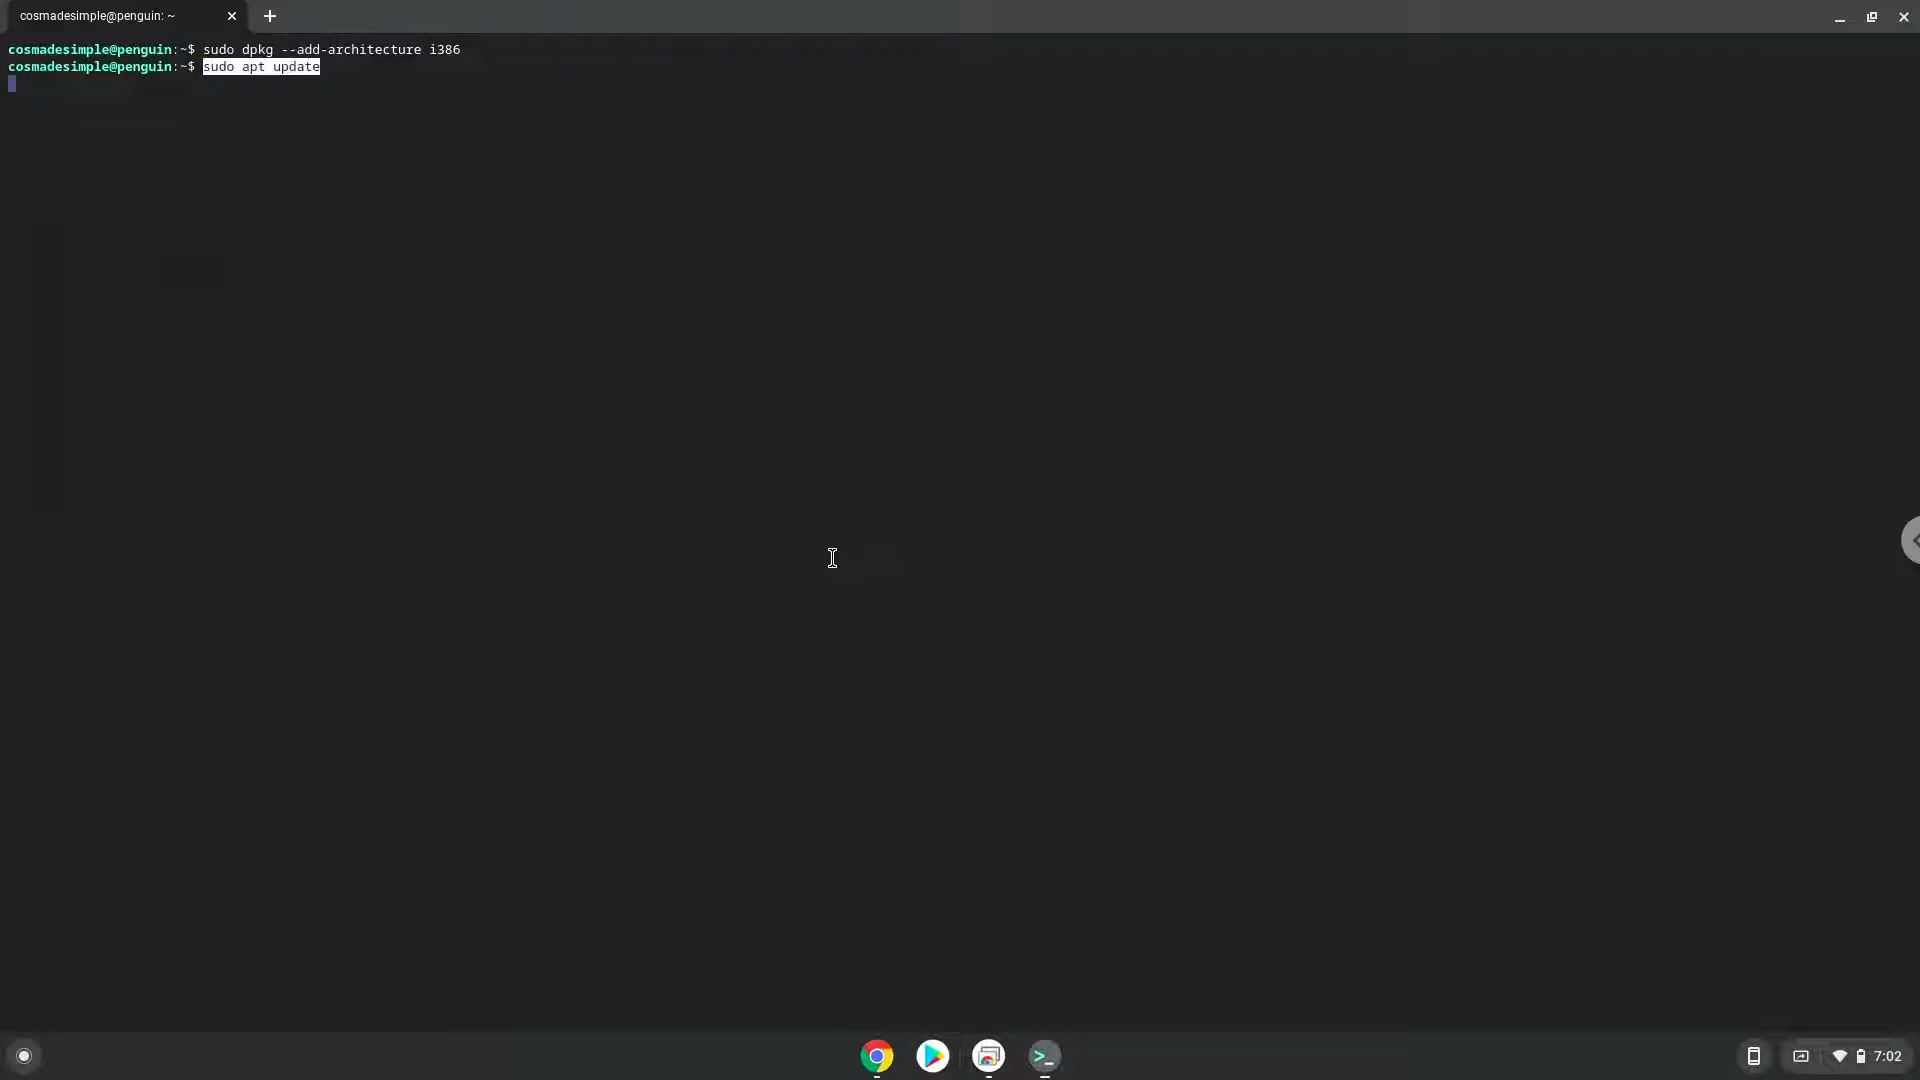 cosmadesimple@penguin: ~
cosmadesimple@penguin:~$ sudo dpkg --add-architecture i386
cosmadesimple@penguin:~$ sudo apt update
>_
7:02